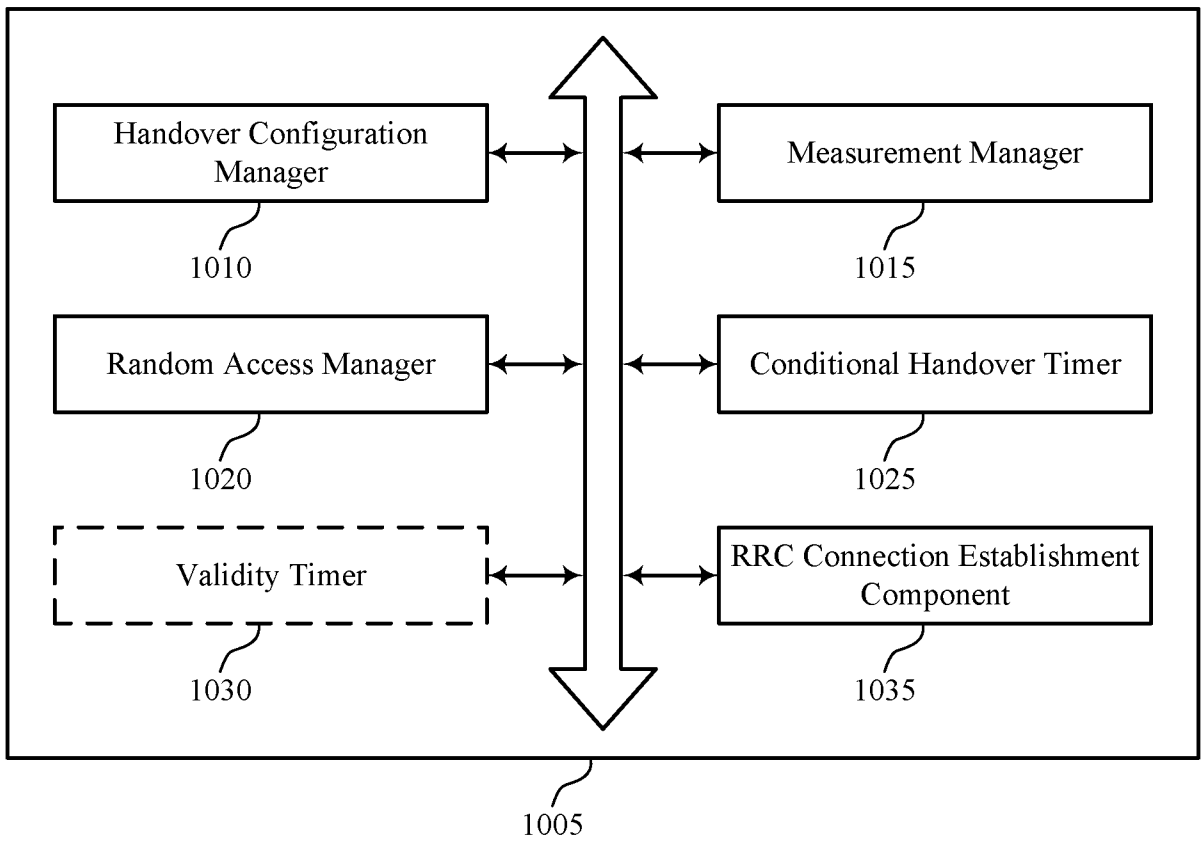 Handover Configuration
Manager
1010
Measurement Manager
1015
Random Access Manager
1020
Conditional Handover Timer
1025
Validity Timer
1030
RRC Connection Establishment
Component
1035
1005